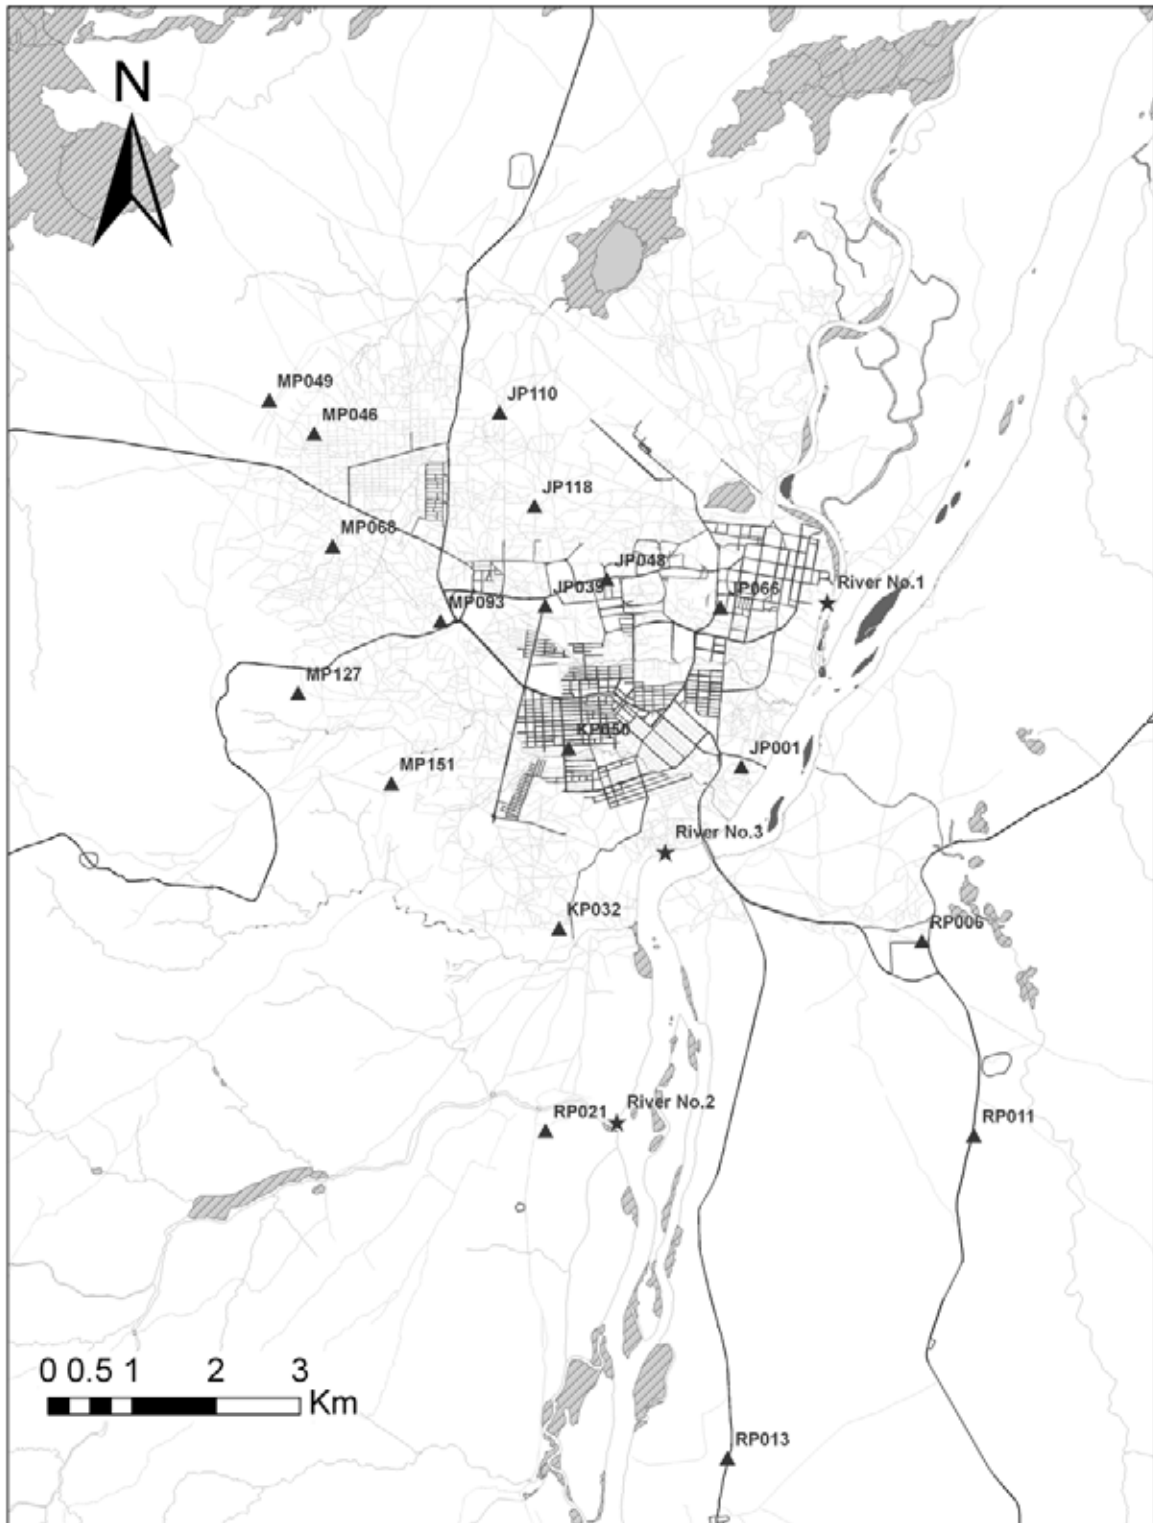 N
MP049
JP110
MP046
JP118
MP068
JP048
JP039
JP066
River No.1
MP093
MP127
KP050
JP001
MP151
River No.3
KP032
RP006
RP021
River No.2
RP011
0 0.5 1 2 3
Km
RP013